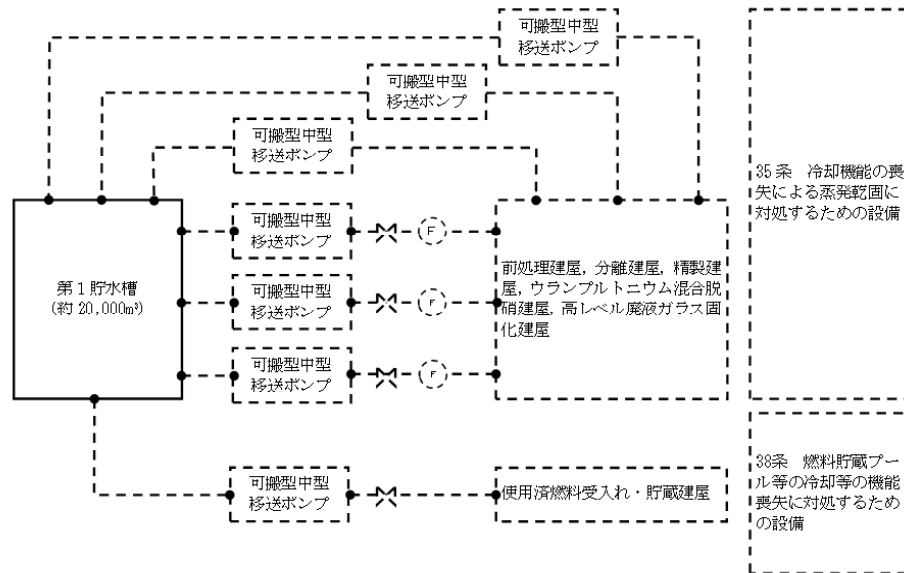 可搬型中型
移送ポンプ
可搬型中型
移送ポンプ
可搬型中型
移送ポンプ
35条 冷却機能の喪
失による蒸発乾固に
対処するための設備
第1貯水槽
(約20,000m³)
可搬型中型
移送ポンプ
F
可搬型中型
移送ポンプ
F
可搬型中型
移送ポンプ
F
前処理建屋,分離建屋,精製建
屋,ウランプルトニウム混合脱
硝建屋,高レベル廃液ガラス固
化建屋
可搬型中型
移送ポンプ
使用済燃料受入れ・貯蔵建屋
38条 燃料貯蔵プー
ル等の冷却等の機能
喪失に対処するため
の設備